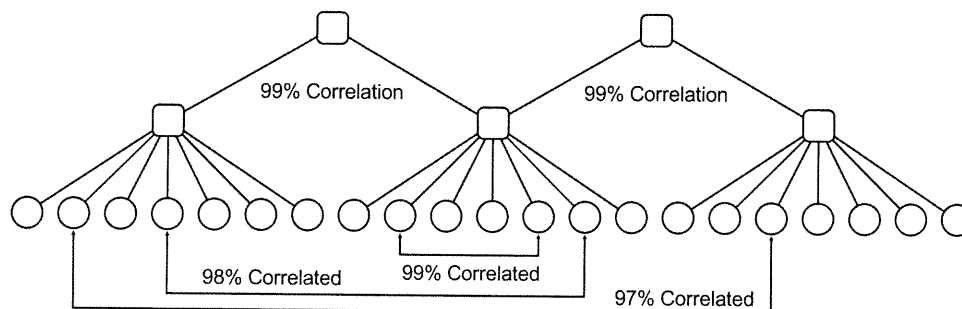 99% Correlation
99% Correlation
98% Correlated
99% Correlated
97% Correlated